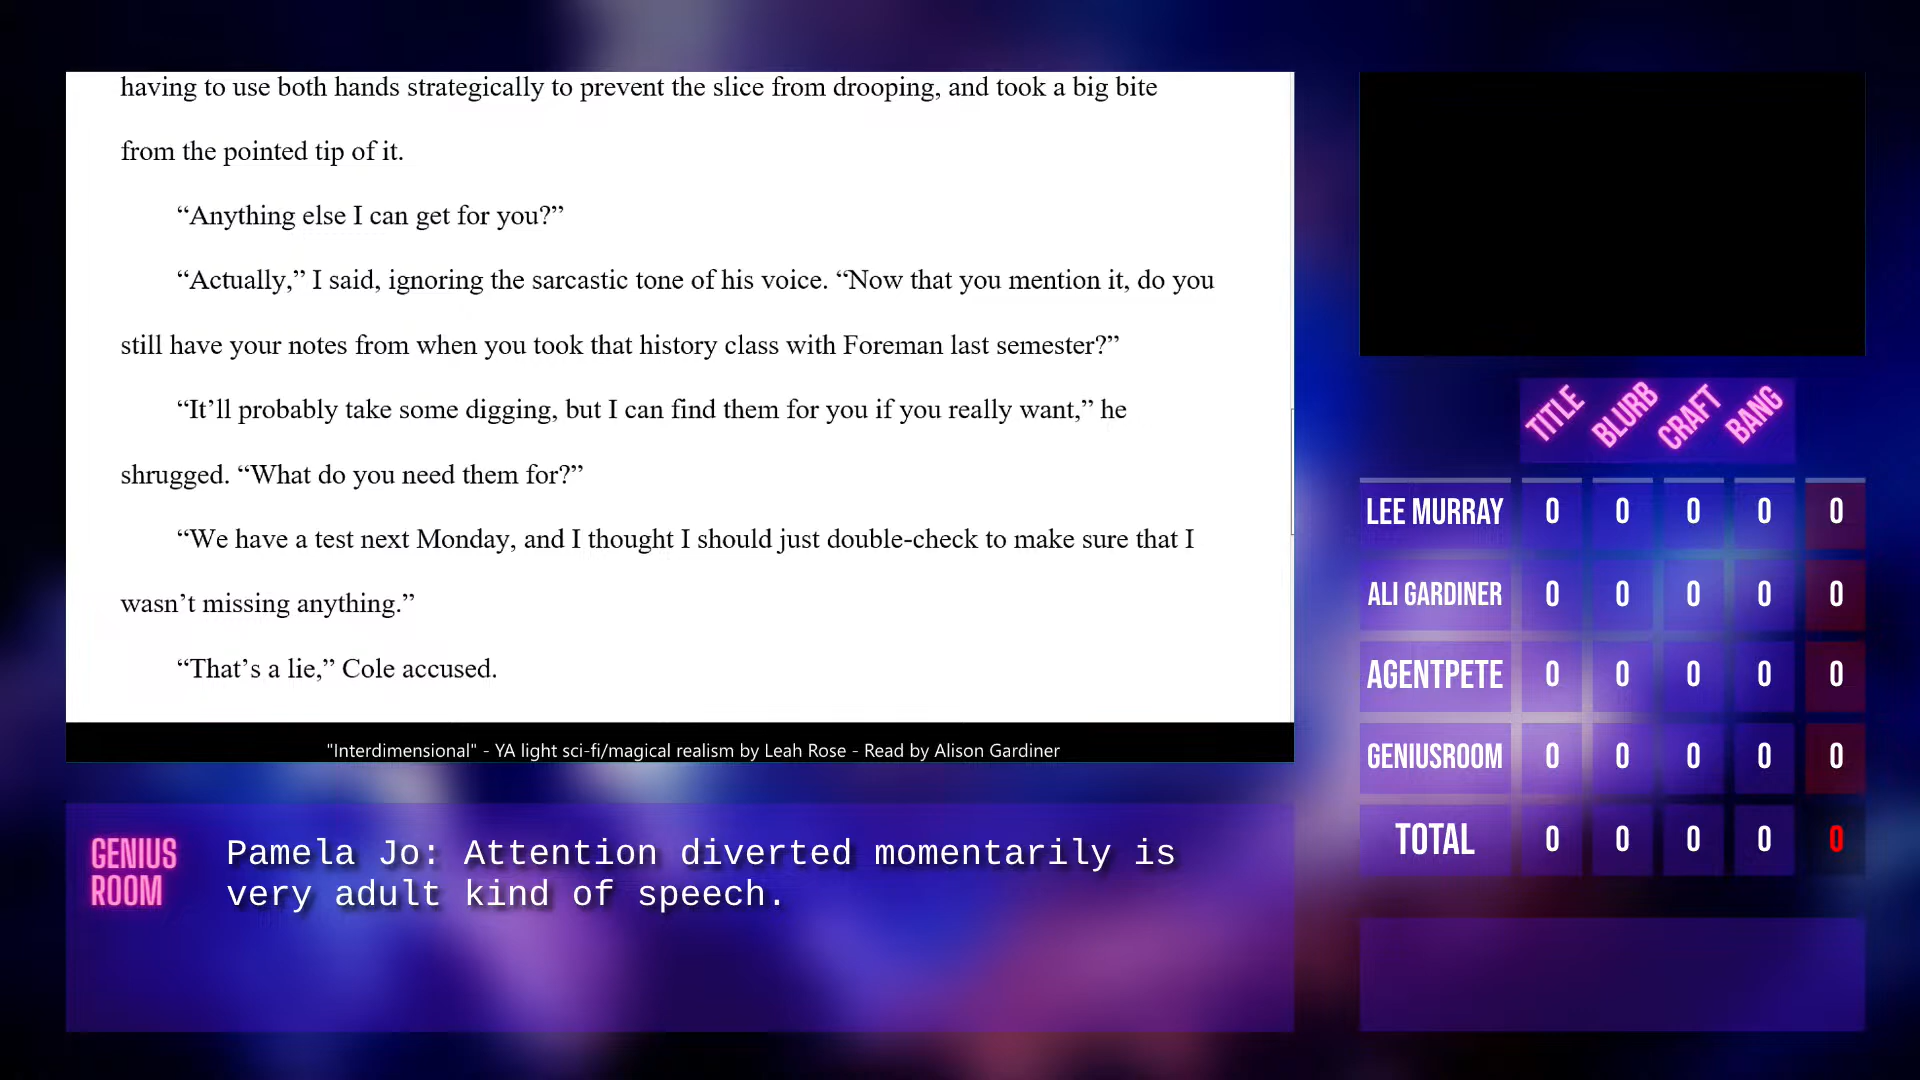 having to use both hands strategically to prevent the slice from drooping, and took a big bite
from the pointed tip of it.
“Anything else I can get for you?”
“Actually,” I said, ignoring the sarcastic tone of his voice. “Now that you mention it, do you
still have your notes from when you took that history class with Foreman last semester?”
“It’ll probably take some digging, but I can find them for you if you really want,” he
shrugged. “What do you need them for?”
“We have a test next Monday, and I thought I should just double-check to make sure that I
wasn’t missing anything.”
“That’s a lie,” Cole accused.
"Interdimensional" - YA light sci-fi/magical realism by Leah Rose - Read by Alison Gardiner
GENIUS
ROOM
Pamela Jo: Attention diverted momentarily is
very adult kind of speech.
TITLE BLURB CRAFT BANG
LEE MURRAY 0 0 0 0 0
ALI GARDINER 0 0 0 0 0
AGENTPETE 0 0 0 0 0
GENIUSROOM 0 0 0 0 0
TOTAL 0 0 0 0 0